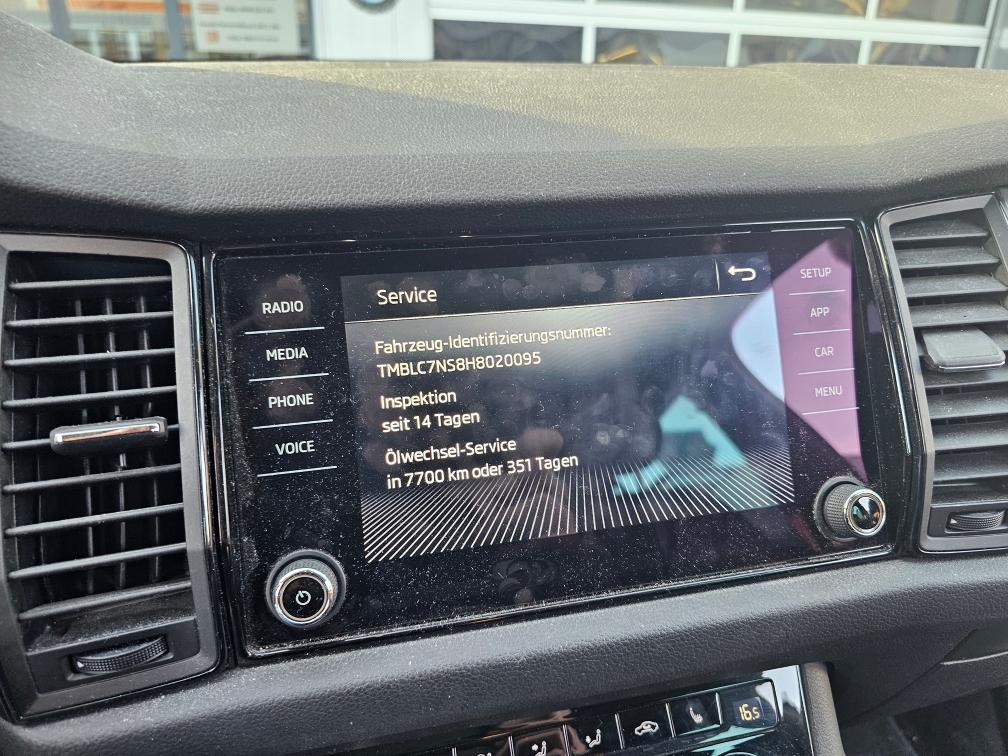 Service
RADIO
MEDIA
PHONE
VOICE
Fahrzeug-Identifizierungsnummer:
TMBLC7NS8H8020095
Inspektion
seit 14 Tagen
Ölwechsel-Service
in 7700 km oder 351 Tagen
SETUP
APP
CAR
MENU
16.5